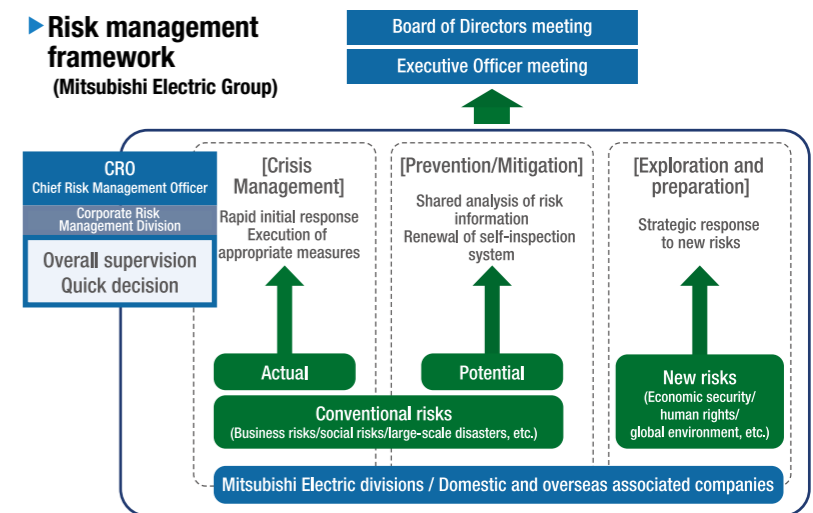 Risk management
framework
(Mitsubishi Electric Group)
Board of Directors meeting
Executive Officer meeting
CRO
Chief Risk Management Officer
Corporate Risk
Management Division
Overall supervision
Quick decision
[Crisis
Management]
Rapid initial response
Execution of
appropriate measures
[Prevention/Mitigation]
Shared analysis of risk
information
Renewal of self-inspection
system
[Exploration and
preparation]
Strategic response
to new risks
Actual
Potential
Conventional risks
(Business risks/social risks/large-scale disasters, etc.)
New risks
(Economic security/
human rights/
global environment, etc.)
Mitsubishi Electric divisions / Domestic and overseas associated companies